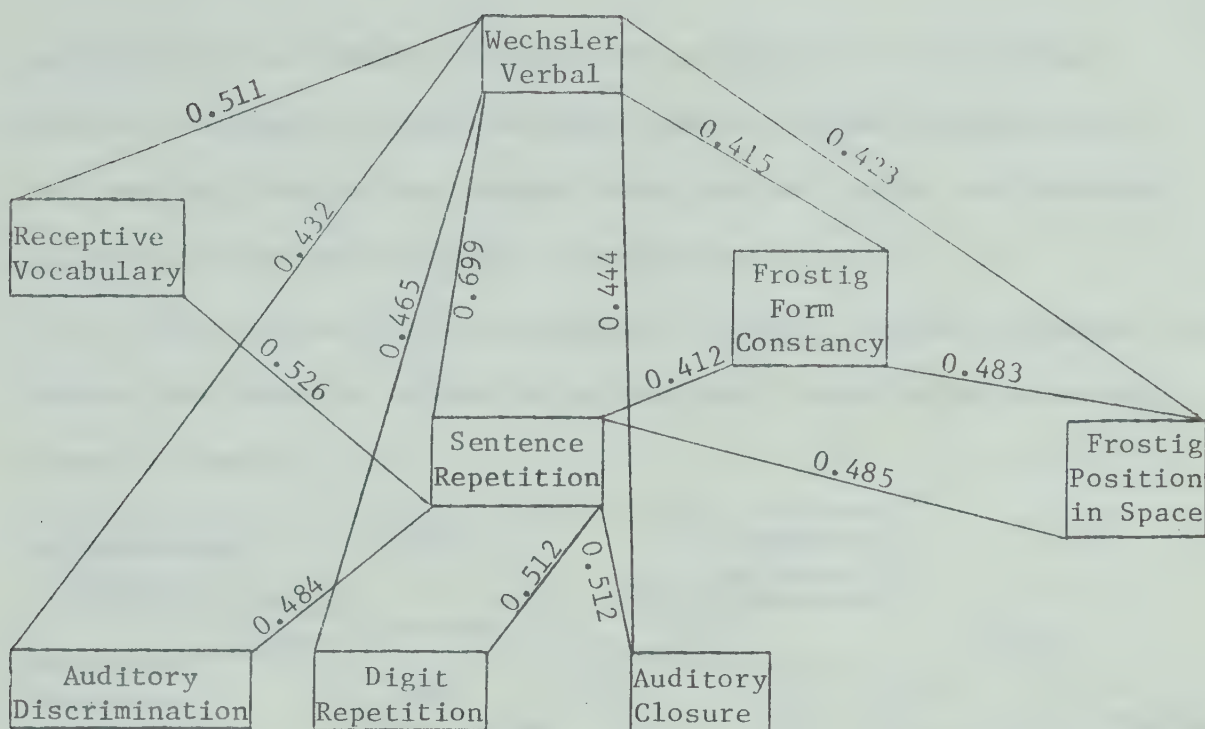 Wechsler
Verbal
0.511
0.415
0.423
0.432
Receptive
Vocabulary
0.465
0.699
0.444
Frostig
Form
Constancy
0.526
0.412
0.483
Sentence
Repetition
0.485
Frostig
Position
in Space
0.484
0.512
0.512
Auditory
Discrimination
Digit
Repetition
Auditory
Closure